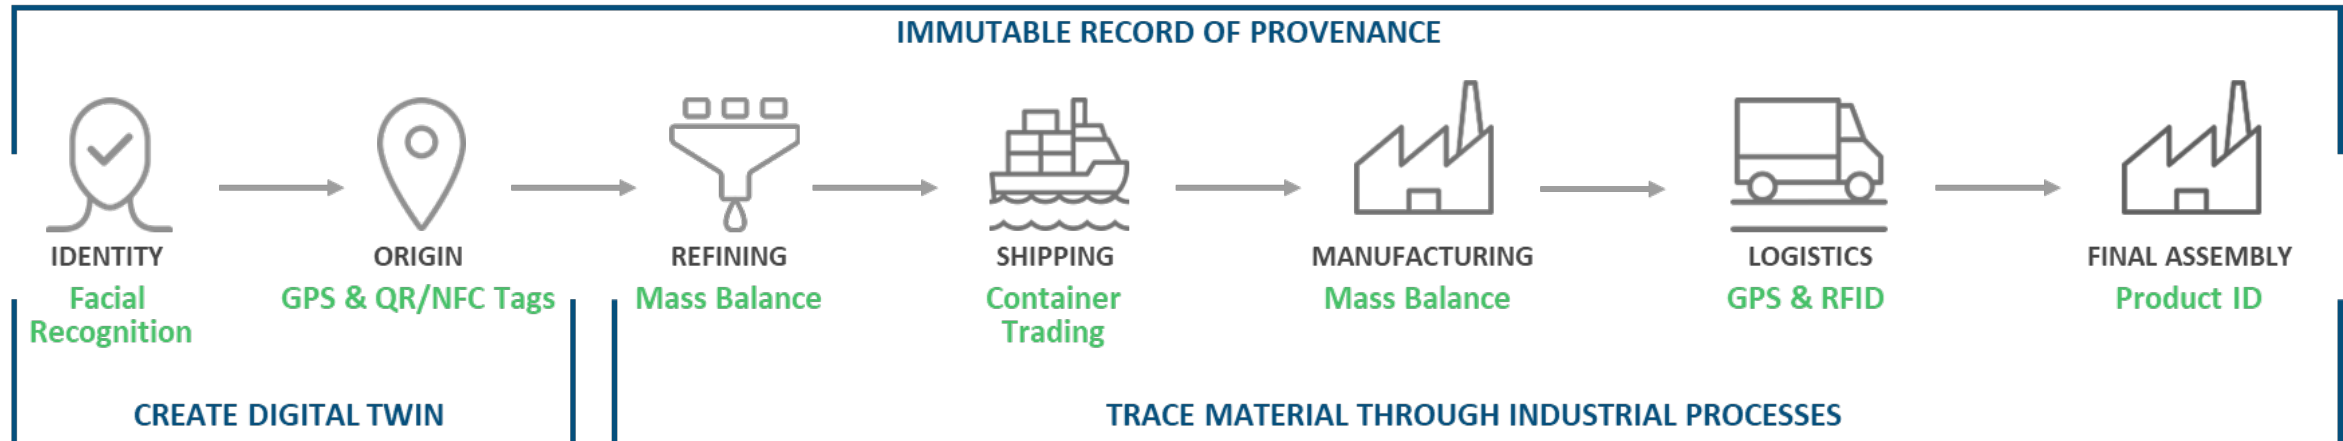 IMMUTABLE RECORD OF PROVENANCE
IDENTITY
Facial
Recognition
ORIGIN
GPS & QR/NFC Tags
REFINING
Mass Balance
SHIPPING
Container
Trading
MANUFACTURING
Mass Balance
LOGISTICS
GPS & RFID
FINAL ASSEMBLY
Product ID
CREATE DIGITAL TWIN
TRACE MATERIAL THROUGH INDUSTRIAL PROCESSES